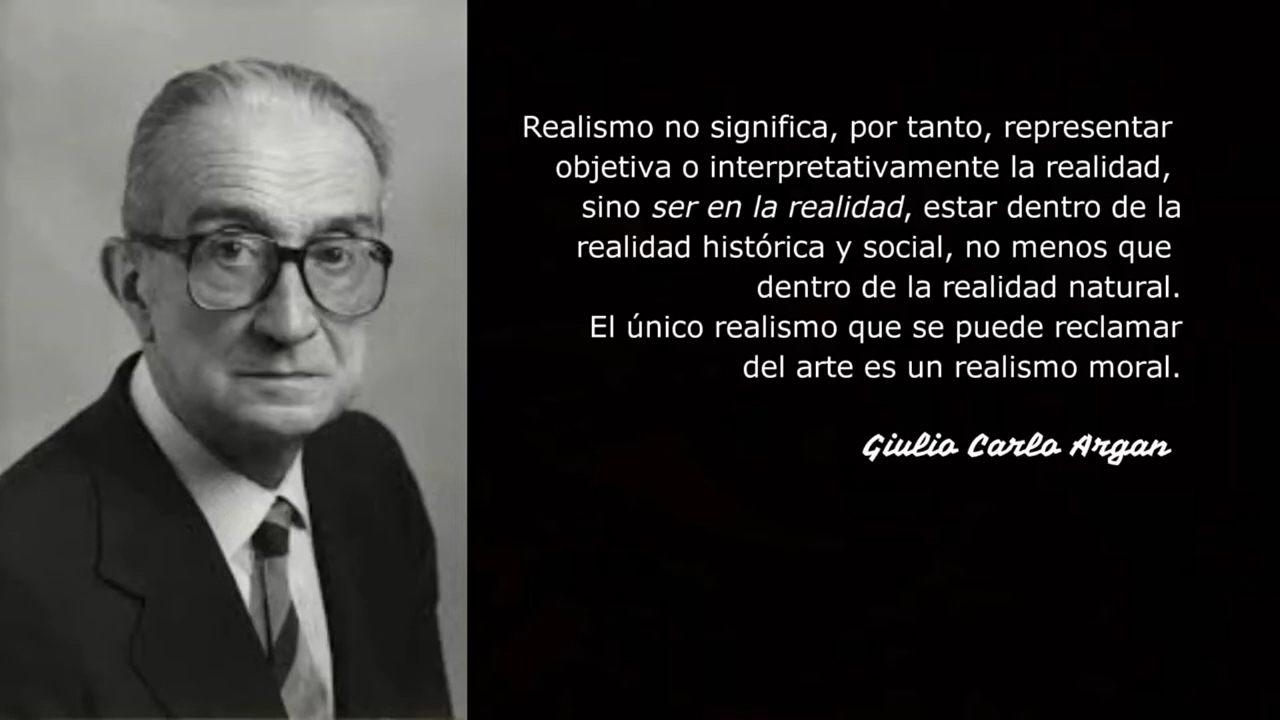 Realismo no significa, por tanto, representar
objetiva o interpretativamente la realidad,
sino ser en la realidad, estar dentro de la
realidad histórica y social, no menos que
dentro de la realidad natural.
El único realismo que se puede reclamar
del arte es un realismo moral.
Giulio Carlo Argan